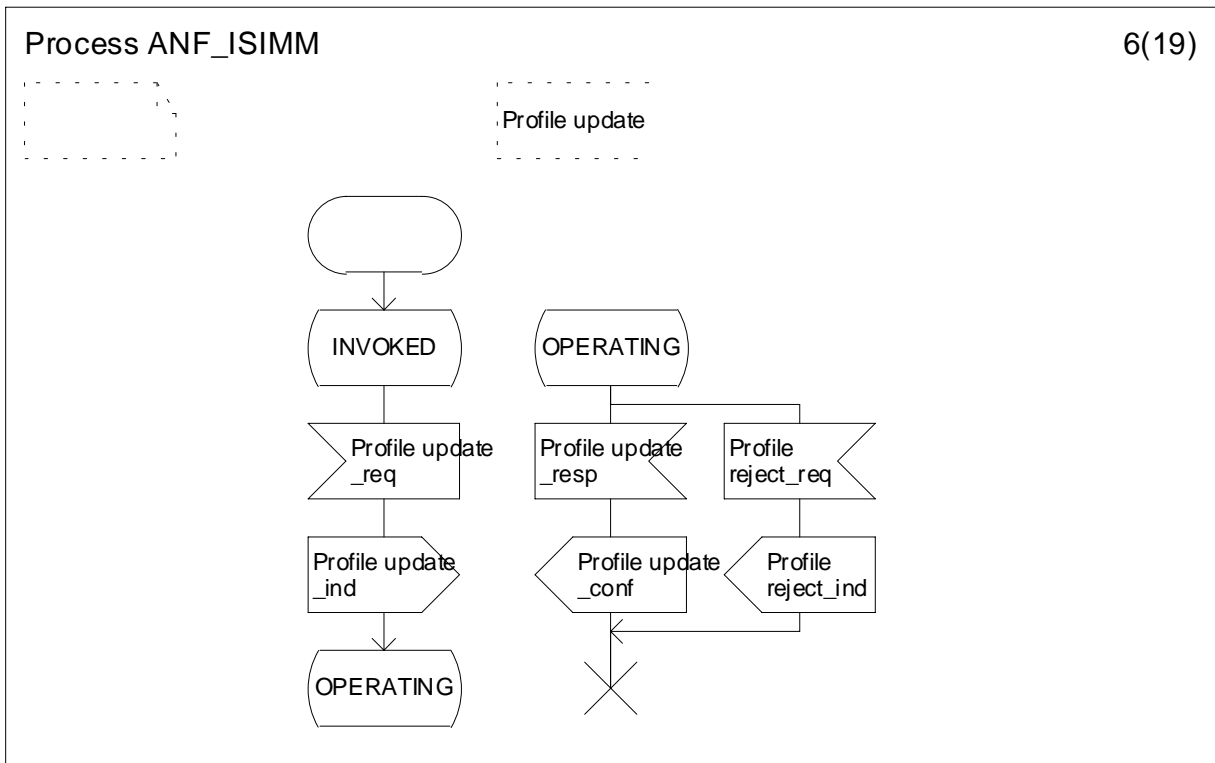 Process ANF_ISIMM
6(19)
Profile update
INVOKED
OPERATING
Profile update
_req
Profile update
_resp
Profile
reject_req
Profile update
_ind
Profile update
_conf
Profile
reject_ind
OPERATING